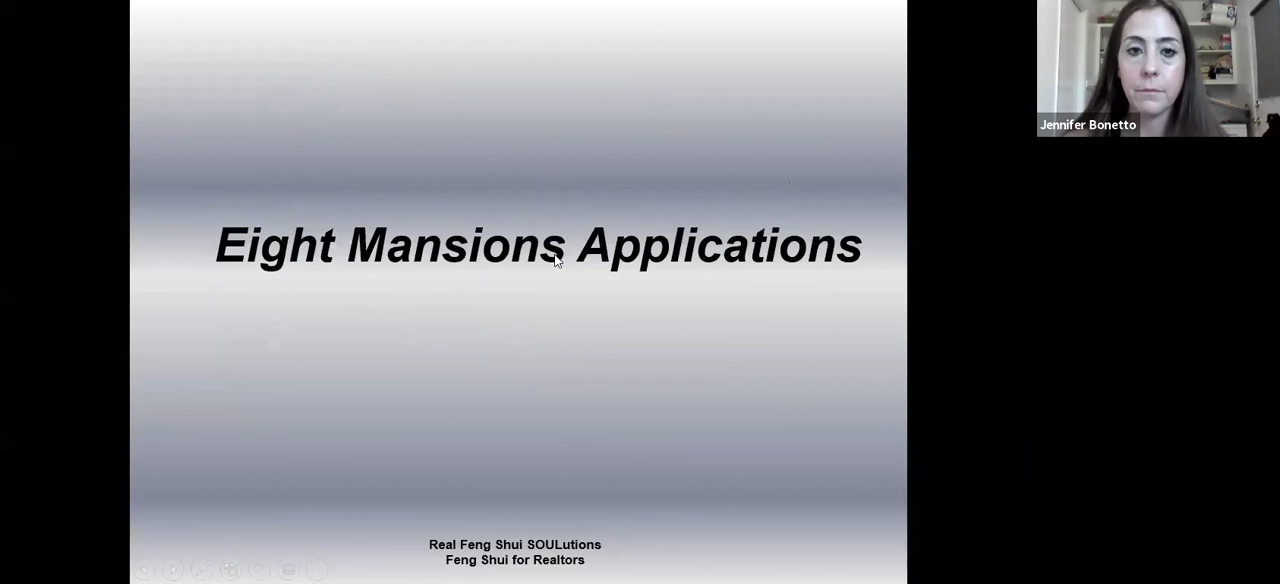 Jennifer Bonetto
Eight Mansions Applications
Real Feng Shui SOULutions
Feng Shui for Realtors